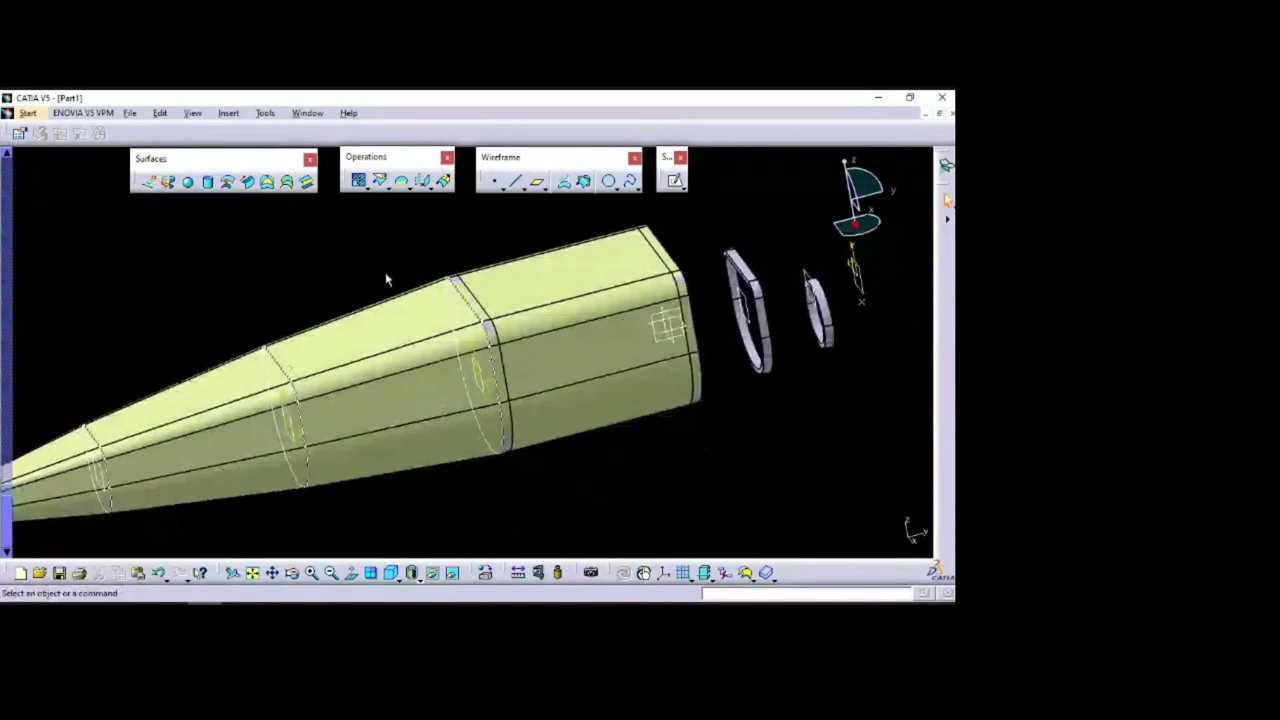 CATIA V5 - [Part1]
Start ENOVIA V5 VPM File Edit View Insert Tools Window Help
Surfaces
Operations
Wireframe
S...
z
y
x
x
z
y
x
CATIA
Select an object or a command